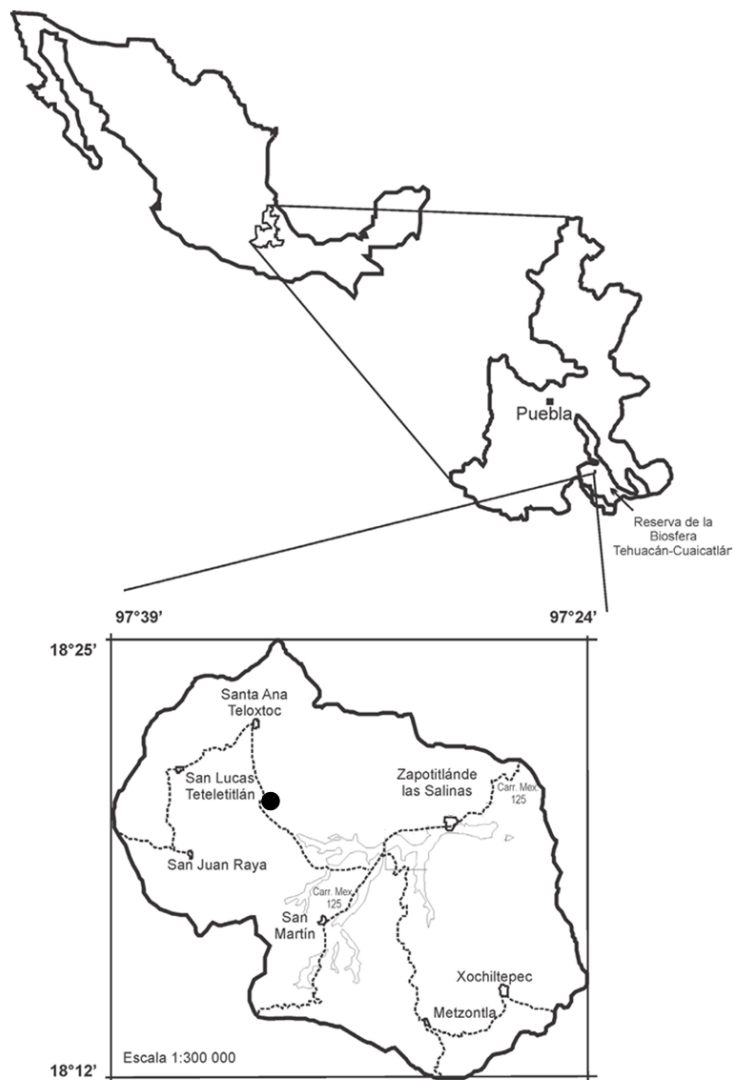 Puebla
Reserva de la
Biosfera
Tehuacán-Cuaicatlán
97°39’
97°24’
18°25’
Santa Ana
Teloxtoc
San Lucas
Teteletitlán
Zapotitlánde
las Salinas
Carr. Mex.
125
San Juan Raya
Carr. Mex.
125
San
Martín
Xochiltepec
Metzontla
Escala 1:300 000
18°12’